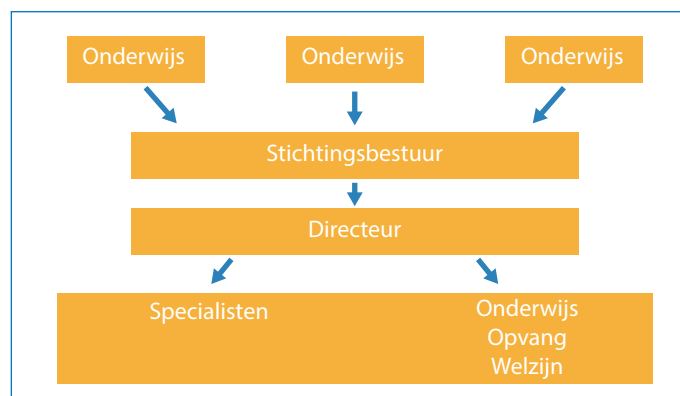 Onderwijs Onderwijs Onderwijs
Stichtingsbestuur
Directeur
Specialisten
Onderwijs
Opvang
Welzijn